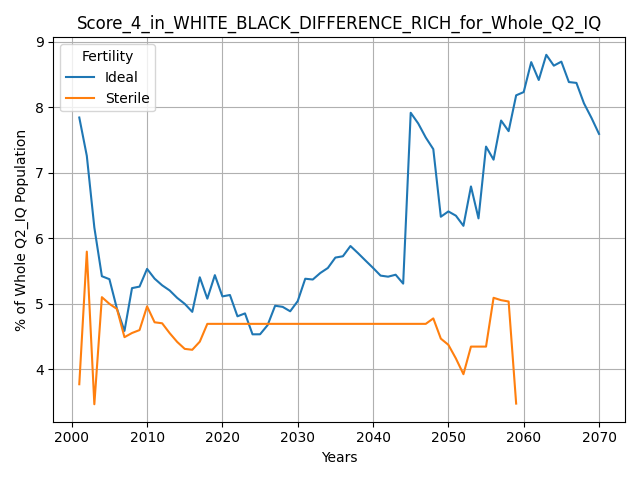 Score_4_in_WHITE_BLACK_DIFFERENCE_RICH_for_Whole_Q2_IQ
Fertility
Ideal
Sterile
% of Whole Q2_IQ Population
9
8
7
6
5
4
2000 2010 2020 2030 2040 2050 2060 2070
Years